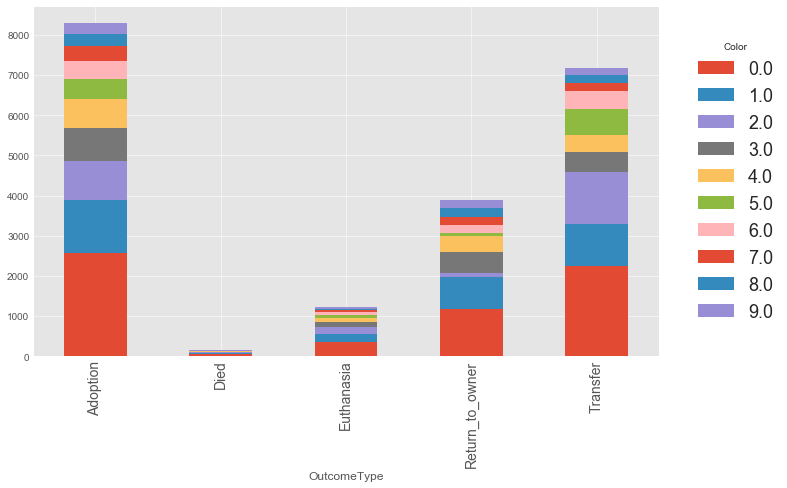 8000
7000
6000
5000
4000
3000
2000
1000
0
Adoption
Died
Euthanasia
Return_to_owner
Transfer
OutcomeType
Color
0.0
1.0
2.0
3.0
4.0
5.0
6.0
7.0
8.0
9.0